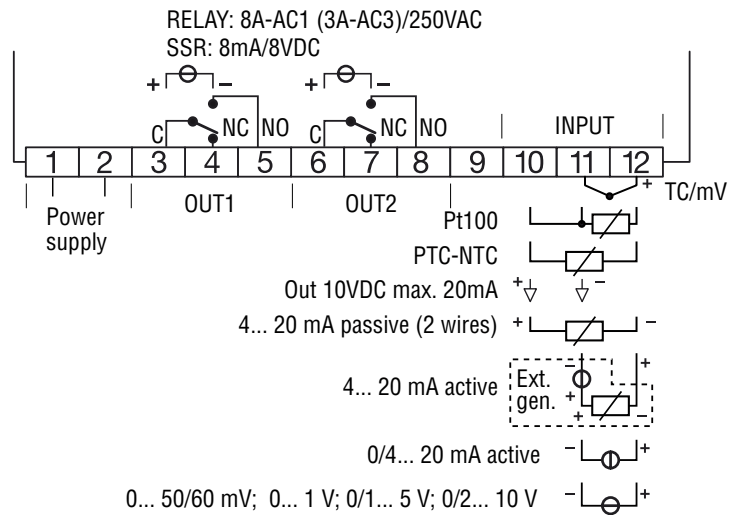 RELAY: 8A-AC1 (3A-AC3)/250VAC
SSR: 8mA/8VDC
+ − + −
C NC NO C NC NO INPUT
1 2 3 4 5 6 7 8 9 10 11 12
Power supply OUT1 OUT2 + TC/mV
Pt100
PTC-NTC
Out 10VDC max. 20mA + −
4... 20 mA passive (2 wires) + −
4... 20 mA active Ext. gen. − + + + −
0/4... 20 mA active − +
0... 50/60 mV; 0... 1 V; 0/1... 5 V; 0/2... 10 V − +